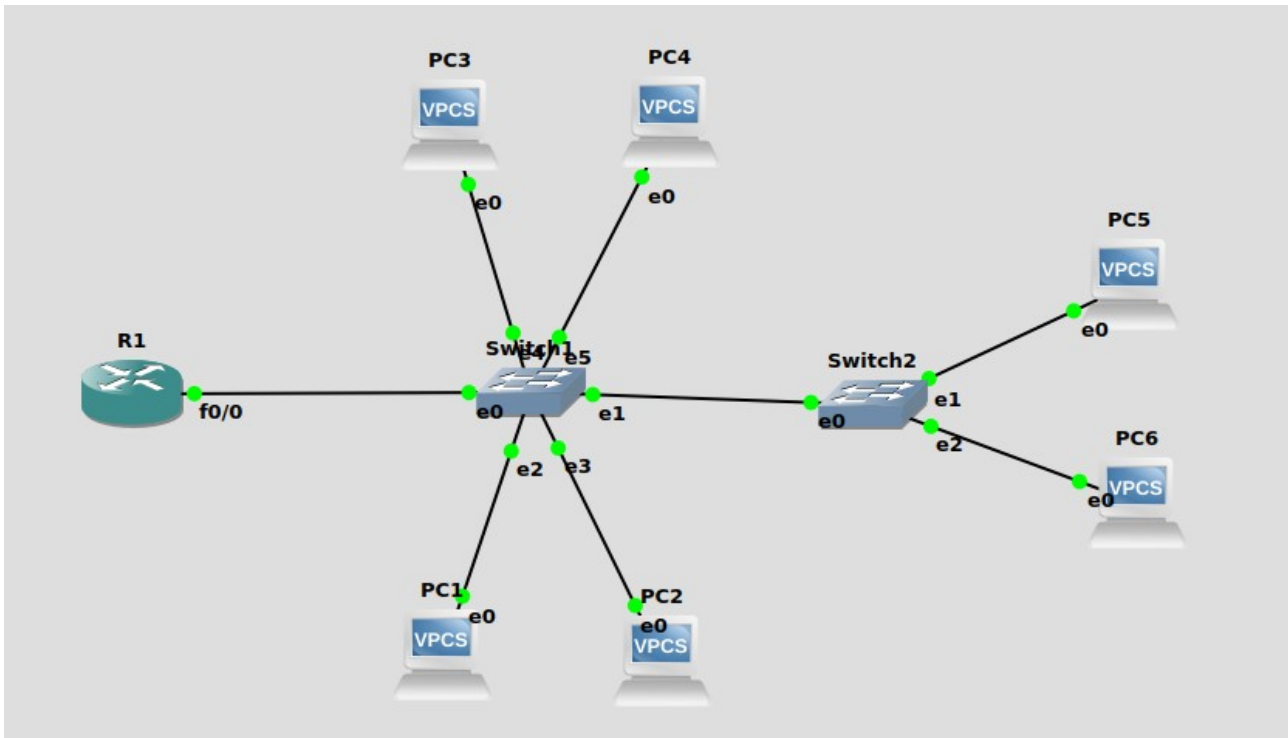 PC3
VPCS
e0
PC4
VPCS
e0
PC5
VPCS
e0
R1
f0/0
Switch1
e4
e5
e0
e1
e2
e3
Switch2
e0
e1
e2
PC6
VPCS
e0
PC1
e0
VPCS
PC2
e0
VPCS